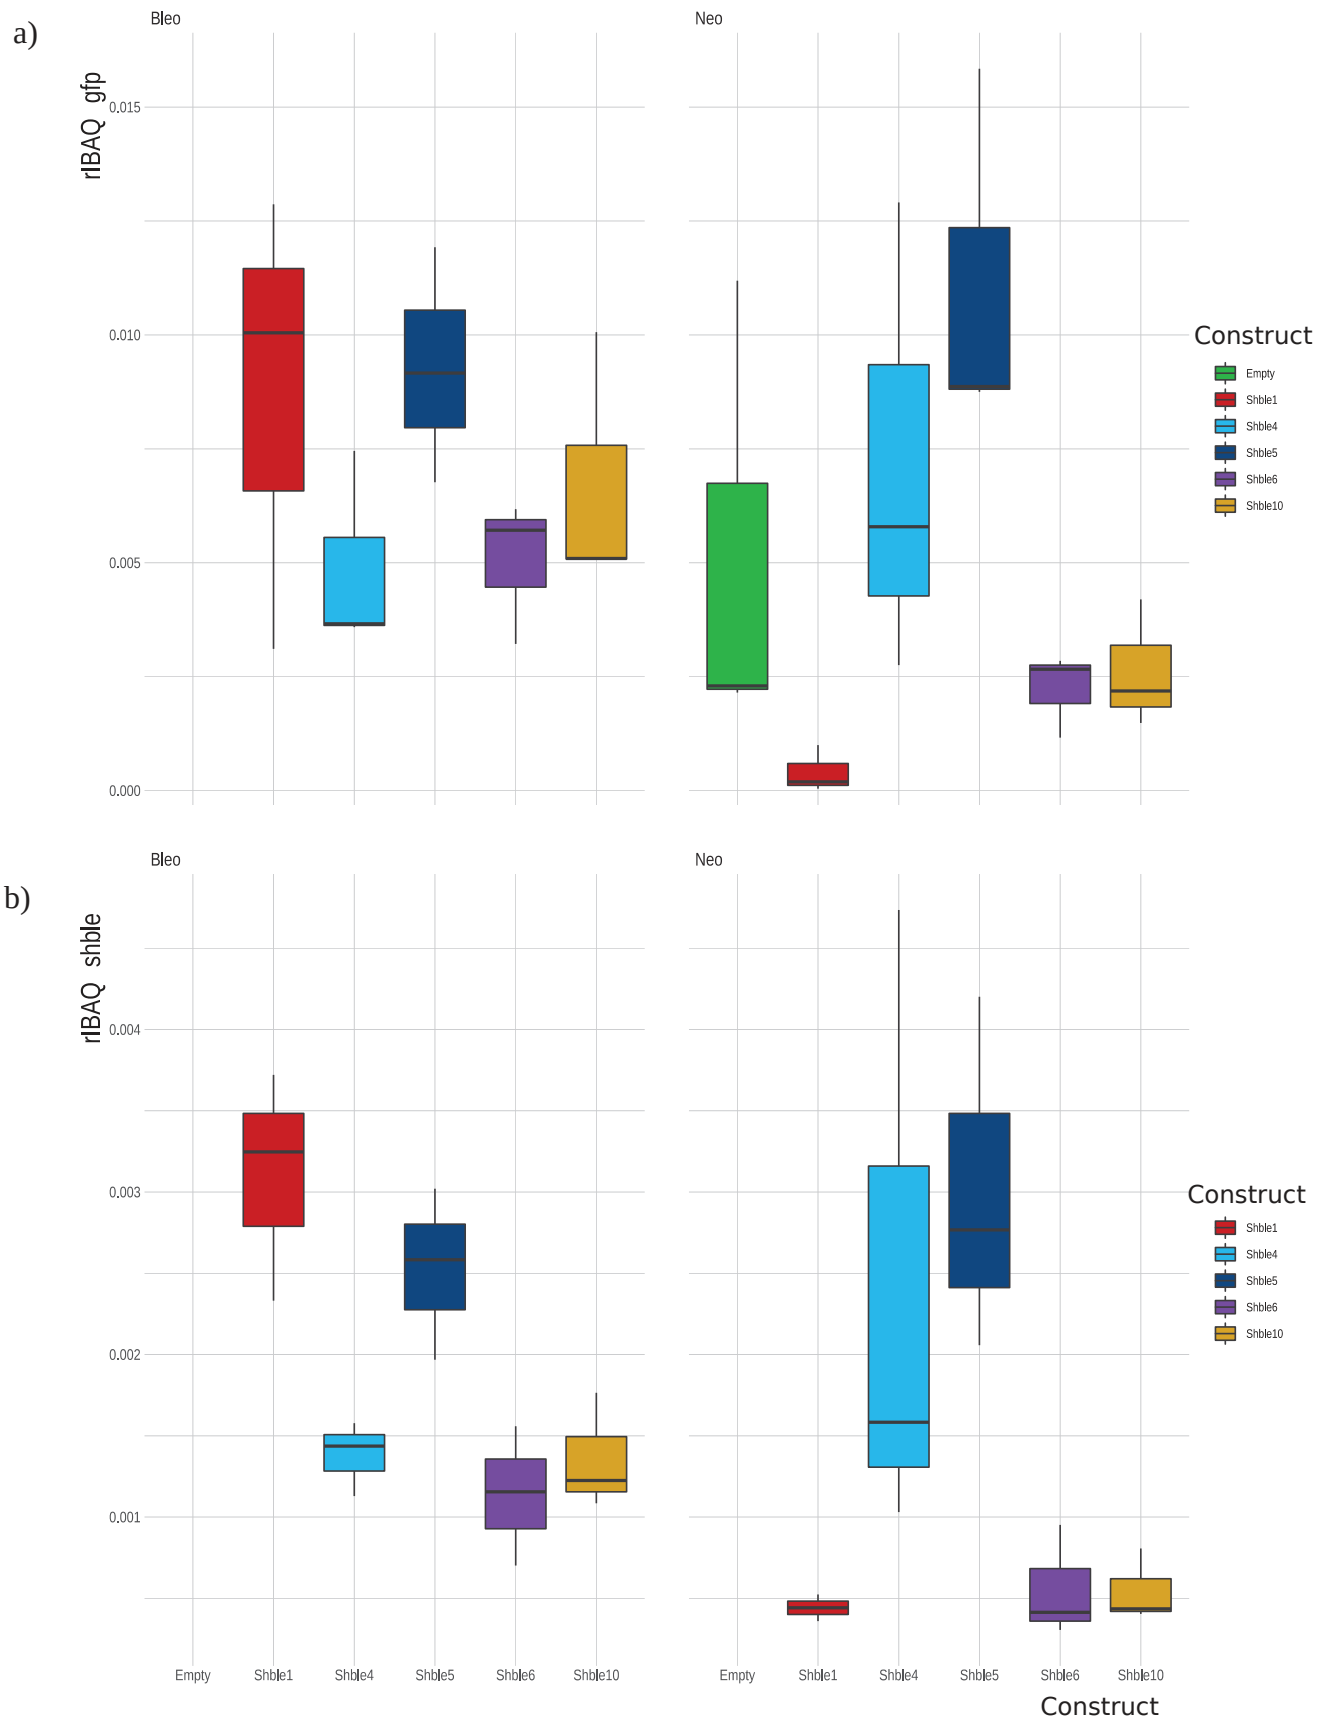 a)
Bleo
Neo
rIBAQ gfp
0.015
0.010
0.005
0.000
Construct
Empty
Shble1
Shble4
Shble5
Shble6
Shble10
b)
Bleo
Neo
rIBAQ shble
0.004
0.003
0.002
0.001
Construct
Shble1
Shble4
Shble5
Shble6
Shble10
Empty Shble1 Shble4 Shble5 Shble6 Shble10
Empty Shble1 Shble4 Shble5 Shble6 Shble10
Construct